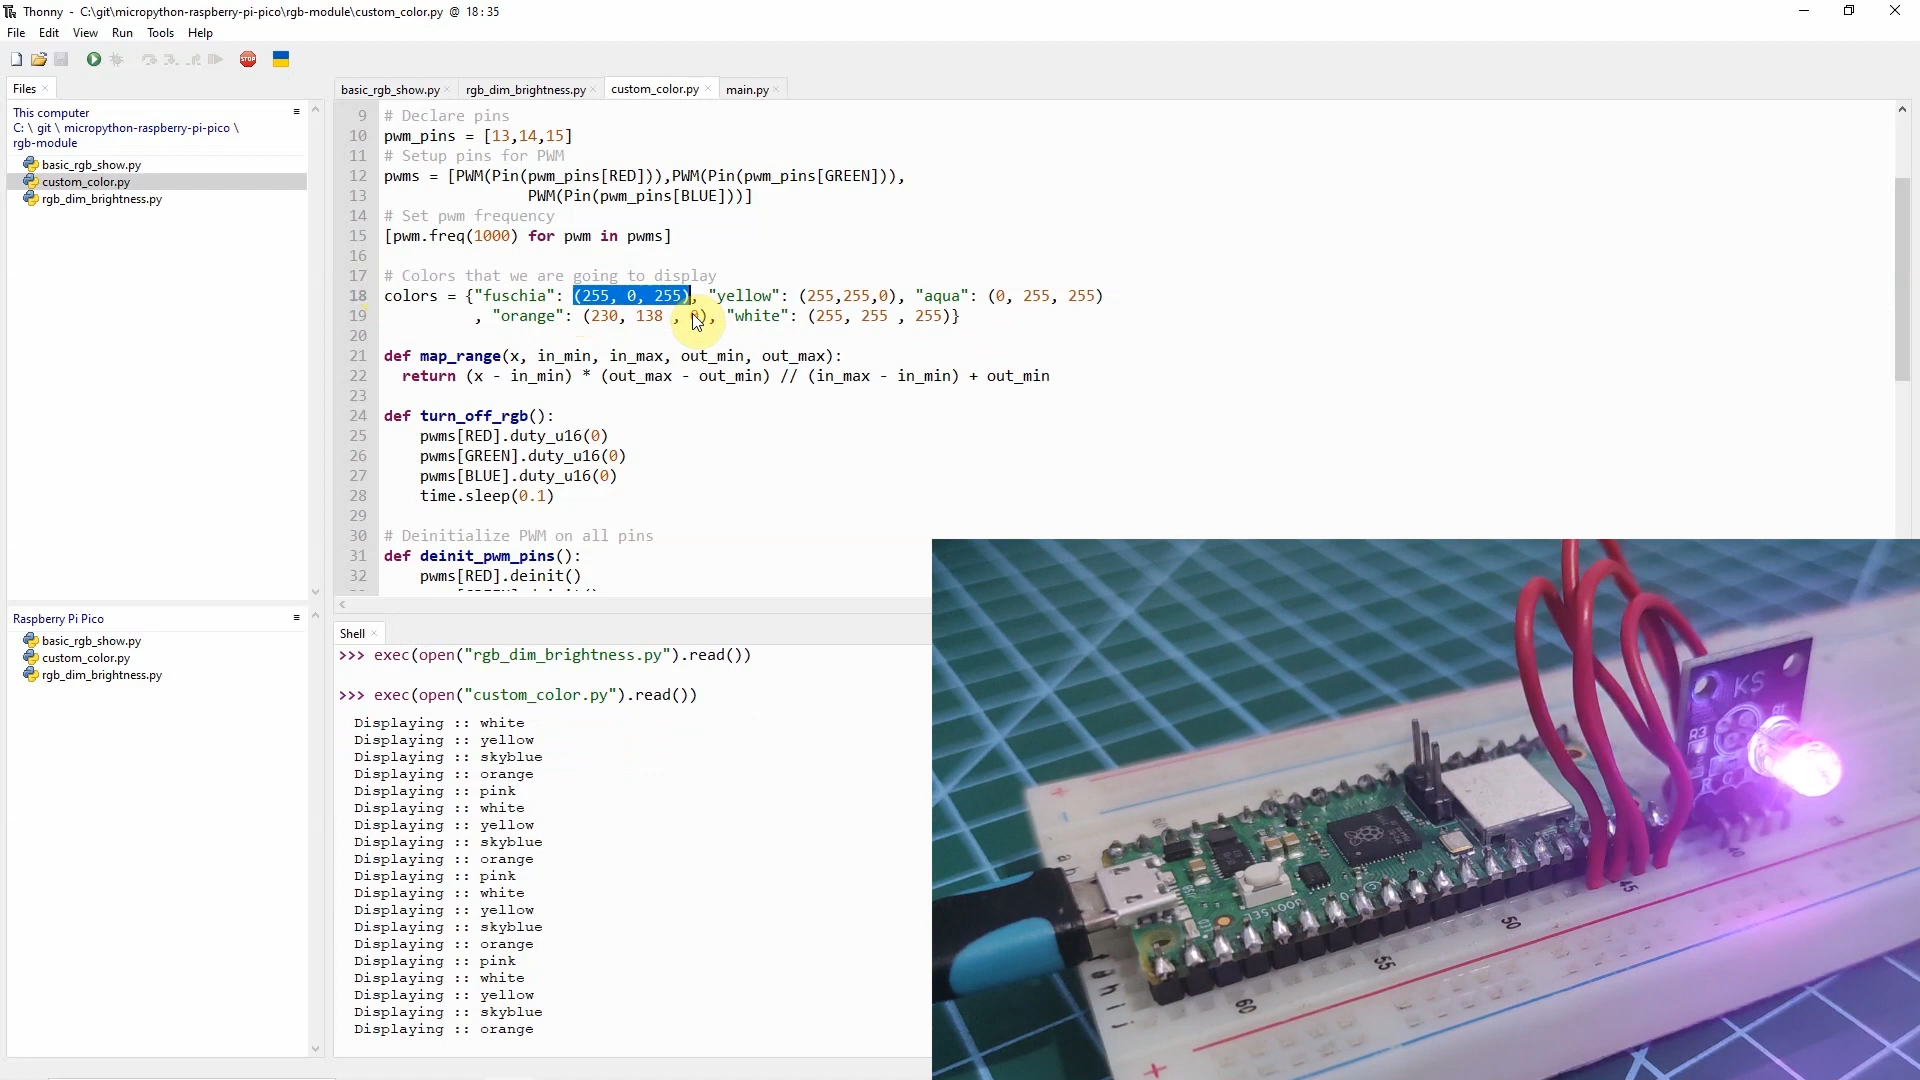 Thonny - C:\git\micropython-raspberry-pi-pico\rgb-module\custom_color.py @ 18:35
File Edit View Run Tools Help
STOP
Files
This computer
C: \ git \ micropython-raspberry-pi-pico \
rgb-module
basic_rgb_show.py
custom_color.py
rgb_dim_brightness.py
Raspberry Pi Pico
basic_rgb_show.py
custom_color.py
rgb_dim_brightness.py
basic_rgb_show.py rgb_dim_brightness.py custom_color.py main.py
9 # Declare pins
10 pwm_pins = [13,14,15]
11 # Setup pins for PWM
12 pwms = [PWM(Pin(pwm_pins[RED])),PWM(Pin(pwm_pins[GREEN])),
13 PWM(Pin(pwm_pins[BLUE]))]
14 # Set pwm frequency
15 [pwm.freq(1000) for pwm in pwms]
16
17 # Colors that we are going to display
18 colors = {"fuschia": (255, 0, 255), "yellow": (255,255,0), "aqua": (0, 255, 255)
19 , "orange": (230, 138 , 0), "white": (255, 255 , 255)}
20
21 def map_range(x, in_min, in_max, out_min, out_max):
22 return (x - in_min) * (out_max - out_min) // (in_max - in_min) + out_min
23
24 def turn_off_rgb():
25 pwms[RED].duty_u16(0)
26 pwms[GREEN].duty_u16(0)
27 pwms[BLUE].duty_u16(0)
28 time.sleep(0.1)
29
30 # Deinitialize PWM on all pins
31 def deinit_pwm_pins():
32 pwms[RED].deinit()
Shell
>>> exec(open("rgb_dim_brightness.py").read())
>>> exec(open("custom_color.py").read())
Displaying :: white
Displaying :: yellow
Displaying :: skyblue
Displaying :: orange
Displaying :: pink
Displaying :: white
Displaying :: yellow
Displaying :: skyblue
Displaying :: orange
Displaying :: pink
Displaying :: white
Displaying :: yellow
Displaying :: skyblue
Displaying :: orange
Displaying :: pink
Displaying :: white
Displaying :: yellow
Displaying :: skyblue
Displaying :: orange
KS
R3
R1
R
G
BOOTSEL
45
50
55
60